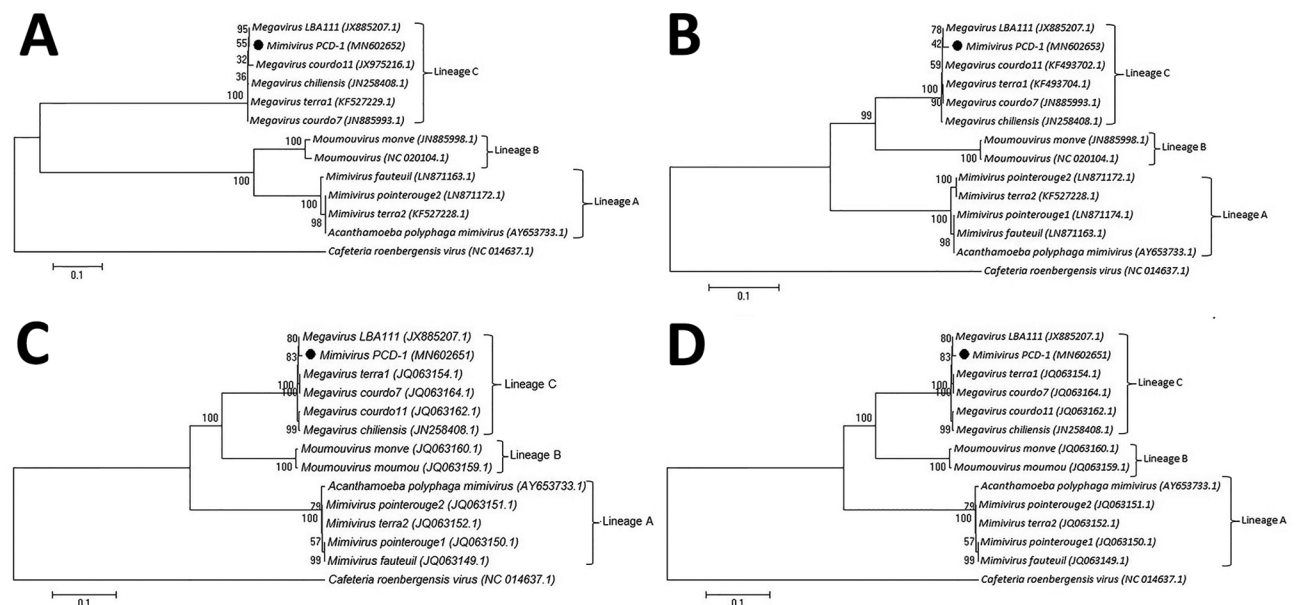 A
95
Megavirus LBA111 (JX885207.1)
55
Mimivirus PCD-1 (MN602652)
32
Megavirus courdo11 (JX975216.1)
36
Megavirus chiliensis (JN258408.1)
Lineage C
100
Megavirus terra1 (KF527229.1)
Megavirus courdo7 (JN885993.1)
100
Moumouvirus monve (JN885998.1)
Moumouvirus (NC 020104.1)
Lineage B
100
Mimivirus fauteuil (LN871163.1)
Mimivirus pointerouge2 (LN871172.1)
100
Mimivirus terra2 (KF527228.1)
98
Acanthamoeba polyphaga mimivirus (AY653733.1)
Lineage A
Cafeteria roenbergensis virus (NC 014637.1)
0.1
B
78
Megavirus LBA111 (JX885207.1)
42
Mimivirus PCD-1 (MN602653)
59
Megavirus courdo11 (KF493702.1)
Megavirus terra1 (KF493704.1)
Lineage C
100
90
Megavirus courdo7 (JN885993.1)
Megavirus chiliensis (JN258408.1)
99
Moumouvirus monve (JN885998.1)
100
Moumouvirus (NC 020104.1)
Lineage B
100
Mimivirus pointerouge2 (LN871172.1)
Mimivirus terra2 (KF527228.1)
100
Mimivirus pointerouge1 (LN871174.1)
Mimivirus fauteuil (LN871163.1)
98
Acanthamoeba polyphaga mimivirus (AY653733.1)
Lineage A
Cafeteria roenbergensis virus (NC 014637.1)
0.1
C
80
Megavirus LBA111 (JX885207.1)
83
Mimivirus PCD-1 (MN602651)
Megavirus terra1 (JQ063154.1)
100
100
Megavirus courdo7 (JQ063164.1)
Lineage C
Megavirus courdo11 (JQ063162.1)
99
Megavirus chiliensis (JN258408.1)
100
Moumouvirus monve (JQ063160.1)
100
Moumouvirus moumou (JQ063159.1)
Lineage B
Acanthamoeba polyphaga mimivirus (AY653733.1)
79
Mimivirus pointerouge2 (JQ063151.1)
100
Mimivirus terra2 (JQ063152.1)
57
Mimivirus pointerouge1 (JQ063150.1)
99
Mimivirus fauteuil (JQ063149.1)
Lineage A
Cafeteria roenbergensis virus (NC 014637.1)
0.1
D
80
Megavirus LBA111 (JX885207.1)
83
Mimivirus PCD-1 (MN602651)
Megavirus terra1 (JQ063154.1)
100
100
Megavirus courdo7 (JQ063164.1)
Lineage C
Megavirus courdo11 (JQ063162.1)
99
Megavirus chiliensis (JN258408.1)
100
Moumouvirus monve (JQ063160.1)
100
Moumouvirus moumou (JQ063159.1)
Lineage B
Acanthamoeba polyphaga mimivirus (AY653733.1)
79
Mimivirus pointerouge2 (JQ063151.1)
100
Mimivirus terra2 (JQ063152.1)
57
Mimivirus pointerouge1 (JQ063150.1)
99
Mimivirus fauteuil (JQ063149.1)
Lineage A
Cafeteria roenbergensis virus (NC 014637.1)
0.1